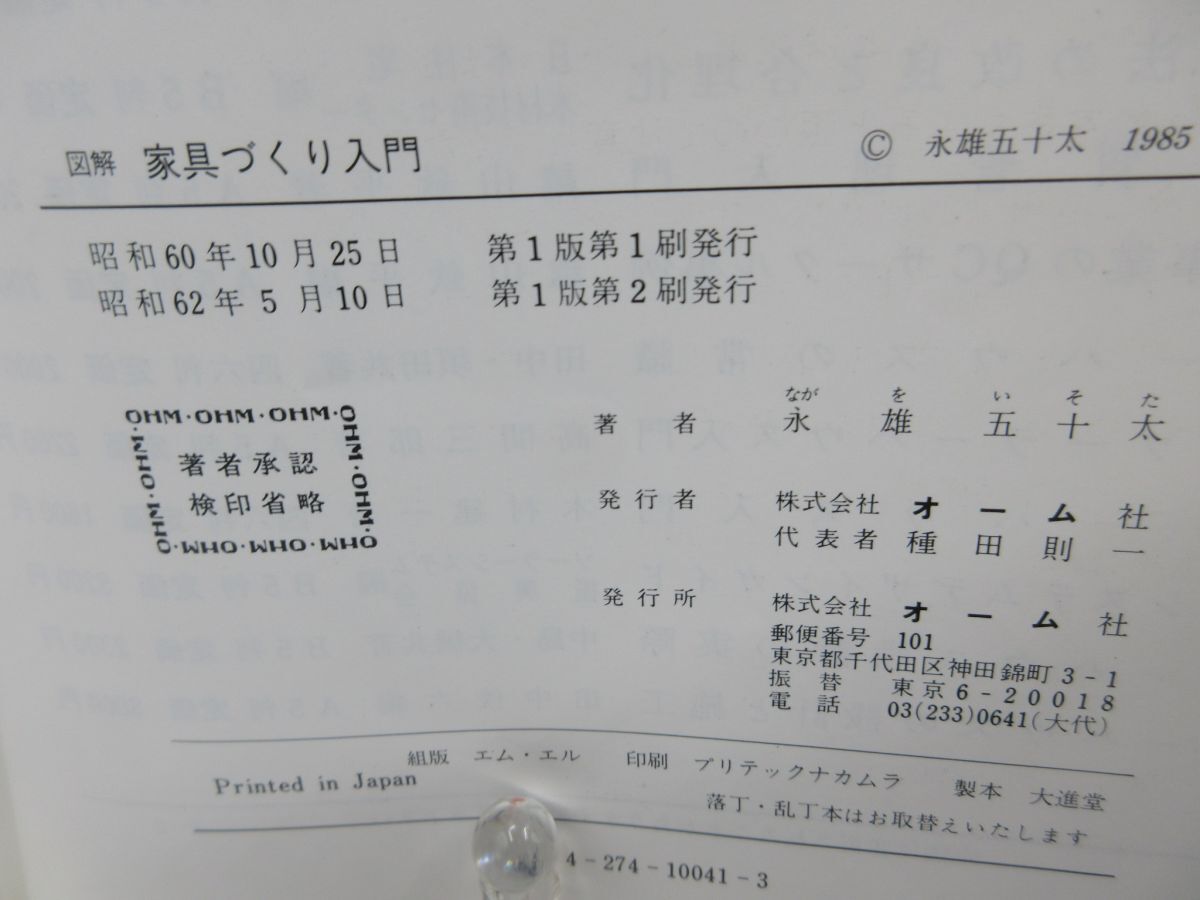 図解 家具づくり入門
© 永雄五十太 1985
昭和60年10月25日 第1版第1刷発行
昭和62年5月10日 第1版第2刷発行
OHM・OHM・OHM・OHM・OHM・OHM・OHM・OHM・OHM・OHM・OHM
著者承認
検印省略
なが を い そ た
著者 永雄五十太
発行者 株式会社 オーム社
代表者 種田則一
発行所 株式会社 オーム社
郵便番号 101
東京都千代田区神田錦町3-1
振替 東京6-20018
電話 03(233)0641(大代)
組版 エム・エル 印刷 プリテックナカムラ 製本 大進堂
Printed in Japan
落丁・乱丁本はお取替えいたします
4-274-10041-3